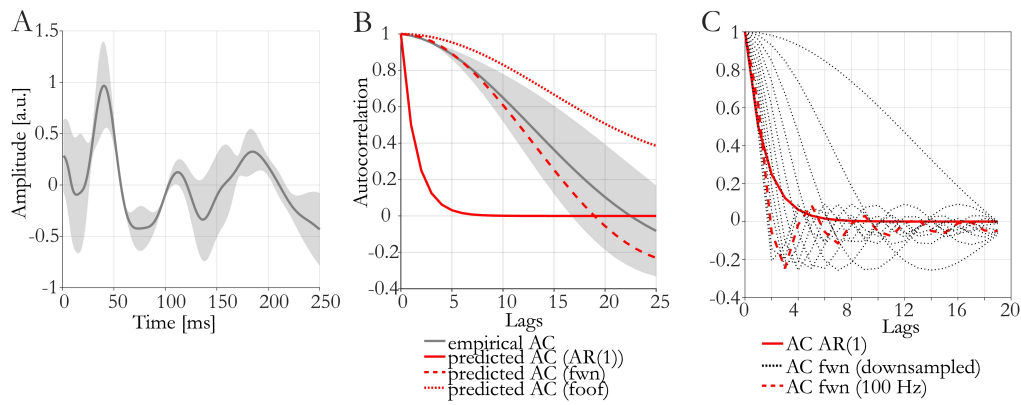 A
1.5
1
0.5
0
-0.5
-1
Amplitude [a.u.]
0 50 100 150 200 250
Time [ms]
B
1
0.8
0.6
0.4
0.2
0
-0.2
-0.4
Autocorrelation
0 5 10 15 20 25
Lags
empirical AC
predicted AC (AR(1))
predicted AC (fwn)
predicted AC (foof)
C
1
0.8
0.6
0.4
0.2
0
-0.2
-0.4
0 4 8 12 16 20
Lags
AC AR(1)
AC fwn (downsampled)
AC fwn (100 Hz)